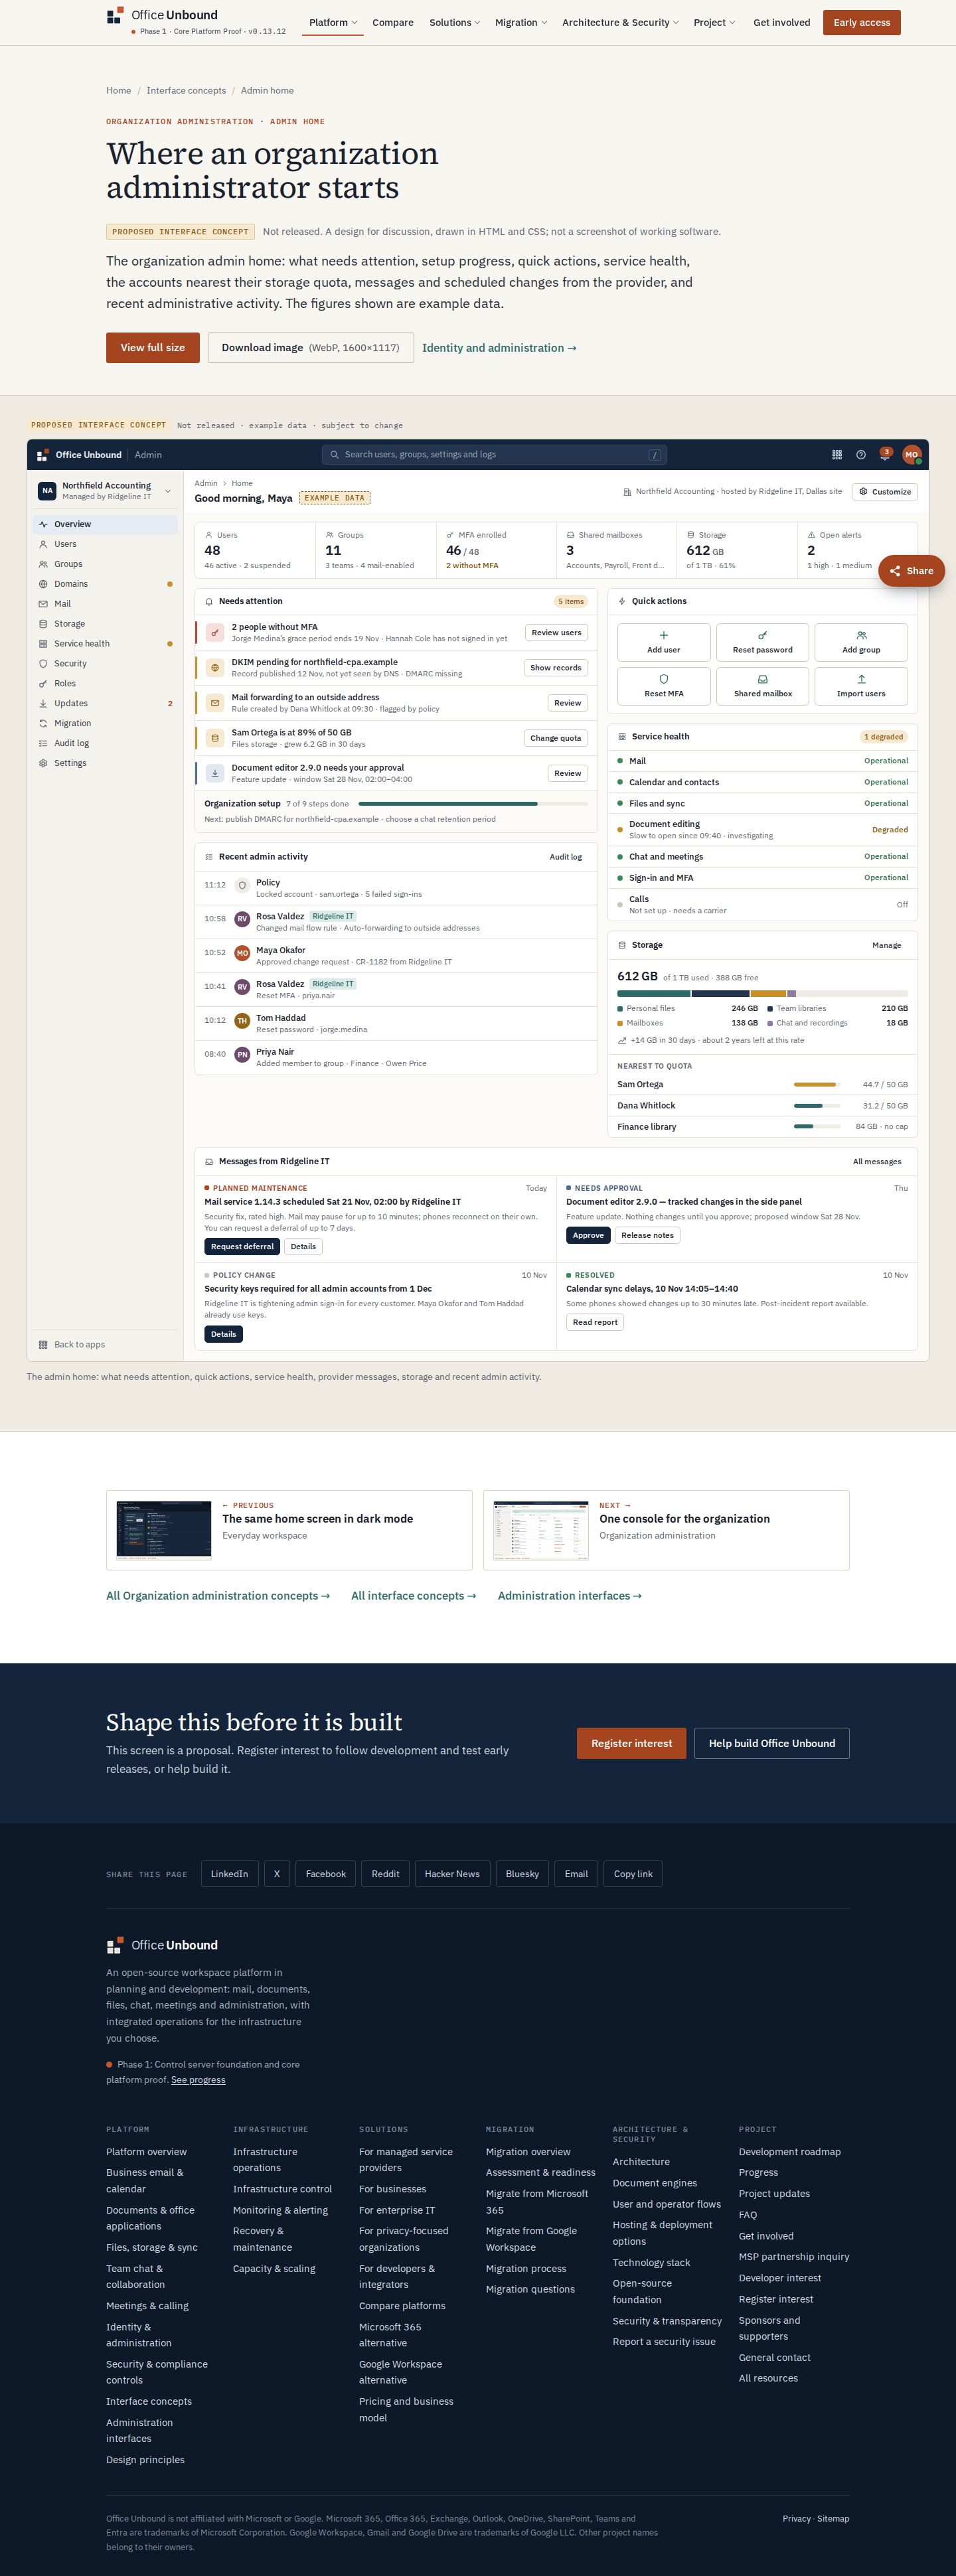 Office Unbound
Phase 1 · Core Platform Proof · v0.13.12
Platform
Compare
Solutions
Migration
Architecture & Security
Project
Get involved
Early access
Home / Interface concepts / Admin home
ORGANIZATION ADMINISTRATION · ADMIN HOME
Where an organization
administrator starts
PROPOSED INTERFACE CONCEPT Not released. A design for discussion, drawn in HTML and CSS; not a screenshot of working software.
The organization admin home: what needs attention, setup progress, quick actions, service health,
the accounts nearest their storage quota, messages and scheduled changes from the provider, and
recent administrative activity. The figures shown are example data.
View full size
Download image (WebP, 1600×1117)
Identity and administration →
PROPOSED INTERFACE CONCEPT Not released · example data · subject to change
Office Unbound Admin
Search users, groups, settings and logs /
3
MO
NA
Northfield Accounting
Managed by Ridgeline IT
Overview
Users
Groups
Domains
Mail
Storage
Service health
Security
Roles
Updates 2
Migration
Audit log
Settings
Back to apps
Admin > Home
Good morning, Maya EXAMPLE DATA
Northfield Accounting · hosted by Ridgeline IT, Dallas site
Customize
Users
48
46 active · 2 suspended
Groups
11
3 teams · 4 mail-enabled
MFA enrolled
46 / 48
2 without MFA
Shared mailboxes
3
Accounts, Payroll, Front d...
Storage
612 GB
of 1 TB · 61%
Open alerts
2
1 high · 1 medium
Share
Needs attention 5 items
2 people without MFA
Jorge Medina's grace period ends 19 Nov · Hannah Cole has not signed in yet
Review users
DKIM pending for northfield-cpa.example
Record published 12 Nov, not yet seen by DNS · DMARC missing
Show records
Mail forwarding to an outside address
Rule created by Dana Whitlock at 09:30 · flagged by policy
Review
Sam Ortega is at 89% of 50 GB
Files storage · grew 6.2 GB in 30 days
Change quota
Document editor 2.9.0 needs your approval
Feature update · window Sat 28 Nov, 02:00–04:00
Review
Organization setup 7 of 9 steps done
Next: publish DMARC for northfield-cpa.example · choose a chat retention period
Recent admin activity Audit log
11:12 Policy
Locked account · sam.ortega · 5 failed sign-ins
10:58 RV Rosa Valdez Ridgeline IT
Changed mail flow rule · Auto-forwarding to outside addresses
10:52 MO Maya Okafor
Approved change request · CR-1182 from Ridgeline IT
10:41 RV Rosa Valdez Ridgeline IT
Reset MFA · priya.nair
10:12 TH Tom Haddad
Reset password · jorge.medina
08:40 PN Priya Nair
Added member to group · Finance · Owen Price
Quick actions
Add user
Reset password
Add group
Reset MFA
Shared mailbox
Import users
Service health 1 degraded
Mail Operational
Calendar and contacts Operational
Files and sync Operational
Document editing Degraded
Slow to open since 09:40 · investigating
Chat and meetings Operational
Sign-in and MFA Operational
Calls Off
Not set up · needs a carrier
Storage Manage
612 GB of 1 TB used · 388 GB free
Personal files 246 GB Team libraries 210 GB
Mailboxes 138 GB Chat and recordings 18 GB
+14 GB in 30 days · about 2 years left at this rate
NEAREST TO QUOTA
Sam Ortega 44.7 / 50 GB
Dana Whitlock 31.2 / 50 GB
Finance library 84 GB · no cap
Messages from Ridgeline IT All messages
PLANNED MAINTENANCE Today
Mail service 1.14.3 scheduled Sat 21 Nov, 02:00 by Ridgeline IT
Security fix, rated high. Mail may pause for up to 10 minutes; phones reconnect on their own.
You can request a deferral of up to 7 days.
Request deferral
Details
NEEDS APPROVAL Thu
Document editor 2.9.0 — tracked changes in the side panel
Feature update. Nothing changes until you approve; proposed window Sat 28 Nov.
Approve
Release notes
POLICY CHANGE 10 Nov
Security keys required for all admin accounts from 1 Dec
Ridgeline IT is tightening admin sign-in for every customer. Maya Okafor and Tom Haddad
already use keys.
Details
RESOLVED 10 Nov
Calendar sync delays, 10 Nov 14:05–14:40
Some phones showed changes up to 30 minutes late. Post-incident report available.
Read report
The admin home: what needs attention, quick actions, service health, provider messages, storage and recent admin activity.
← PREVIOUS
The same home screen in dark mode
Everyday workspace
NEXT →
One console for the organization
Organization administration
All Organization administration concepts →
All interface concepts →
Administration interfaces →
Shape this before it is built
This screen is a proposal. Register interest to follow development and test early
releases, or help build it.
Register interest
Help build Office Unbound
SHARE THIS PAGE
LinkedIn
X
Facebook
Reddit
Hacker News
Bluesky
Email
Copy link
Office Unbound
An open-source workspace platform in
planning and development: mail, documents,
files, chat, meetings and administration, with
integrated operations for the infrastructure
you choose.
Phase 1: Control server foundation and core
platform proof. See progress
PLATFORM
Platform overview
Business email &
calendar
Documents & office
applications
Files, storage & sync
Team chat &
collaboration
Meetings & calling
Identity &
administration
Security & compliance
controls
Interface concepts
Administration
interfaces
Design principles
INFRASTRUCTURE
Infrastructure
operations
Infrastructure control
Monitoring & alerting
Recovery &
maintenance
Capacity & scaling
SOLUTIONS
For managed service
providers
For businesses
For enterprise IT
For privacy-focused
organizations
For developers &
integrators
Compare platforms
Microsoft 365
alternative
Google Workspace
alternative
Pricing and business
model
MIGRATION
Migration overview
Assessment & readiness
Migrate from Microsoft
365
Migrate from Google
Workspace
Migration process
Migration questions
ARCHITECTURE &
SECURITY
Architecture
Document engines
User and operator flows
Hosting & deployment
options
Technology stack
Open-source
foundation
Security & transparency
Report a security issue
PROJECT
Development roadmap
Progress
Project updates
FAQ
Get involved
MSP partnership inquiry
Developer interest
Register interest
Sponsors and
supporters
General contact
All resources
Office Unbound is not affiliated with Microsoft or Google. Microsoft 365, Office 365, Exchange, Outlook, OneDrive, SharePoint, Teams and
Entra are trademarks of Microsoft Corporation. Google Workspace, Gmail and Google Drive are trademarks of Google LLC. Other project names
belong to their owners.
Privacy · Sitemap